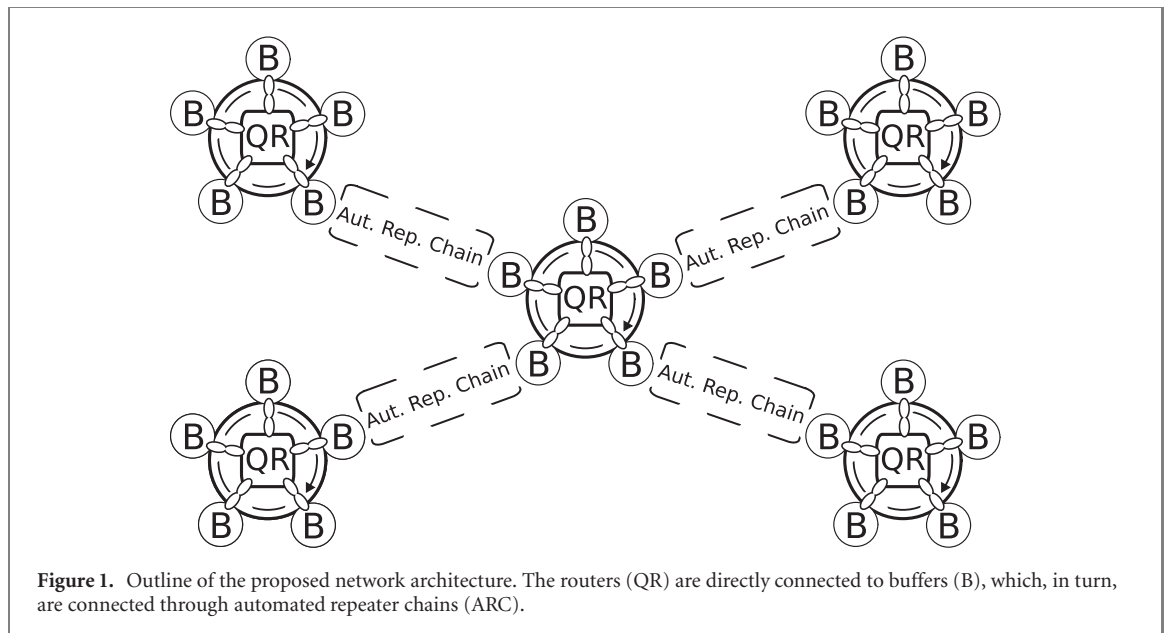 B
B
B
B
B
QR
QR
B
B
B
B
B
B
B
Aut. Rep. Chain
Aut. Rep. Chain
B
B
B
QR
B
B
Aut. Rep. Chain
Aut. Rep. Chain
B
B
B
B
B
B
QR
QR
B
B
B
B
Figure 1. Outline of the proposed network architecture. The routers (QR) are directly connected to buffers (B), which, in turn,
are connected through automated repeater chains (ARC).